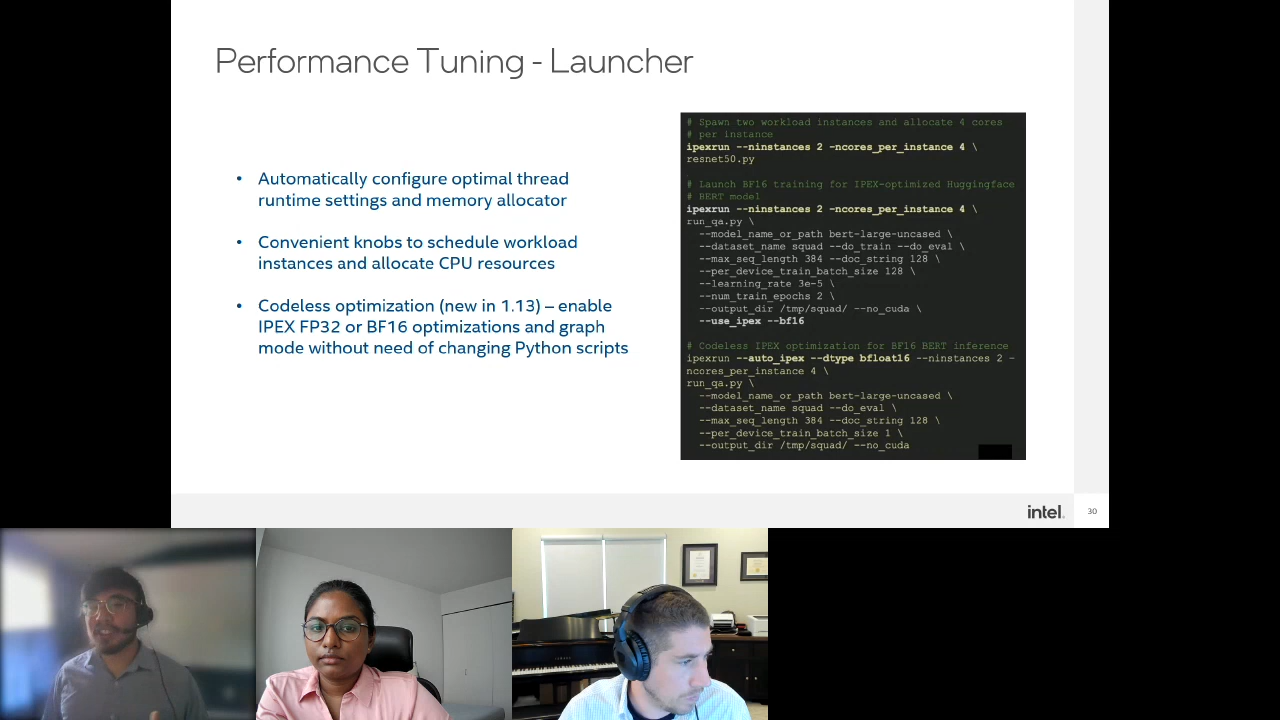 Performance Tuning - Launcher
• Automatically configure optimal thread
runtime settings and memory allocator
• Convenient knobs to schedule workload
instances and allocate CPU resources
• Codeless optimization (new in 1.13) – enable
IPEX FP32 or BF16 optimizations and graph
mode without need of changing Python scripts
# Spawn two workload instances and allocate 4 cores
# per instance
ipexrun --ninstances 2 -ncores_per_instance 4 \
resnet50.py
# Launch BF16 training for IPEX-optimized Huggingface
# BERT model
ipexrun --ninstances 2 -ncores_per_instance 4 \
run_qa.py \
--model_name_or_path bert-large-uncased \
--dataset_name squad --do_train --do_eval \
--max_seq_length 384 --doc_string 128 \
--per_device_train_batch_size 128 \
--learning_rate 3e-5 \
--num_train_epochs 2 \
--output_dir /tmp/squad/ --no_cuda \
--use_ipex --bf16
# Codeless IPEX optimization for BF16 BERT inference
ipexrun --auto_ipex --dtype bfloat16 --ninstances 2 -
ncores_per_instance 4 \
run_qa.py \
--model_name_or_path bert-large-uncased \
--dataset_name squad --do_eval \
--max_seq_length 384 --doc_string 128 \
--per_device_train_batch_size 1 \
--output_dir /tmp/squad/ --no_cuda
intel.
30